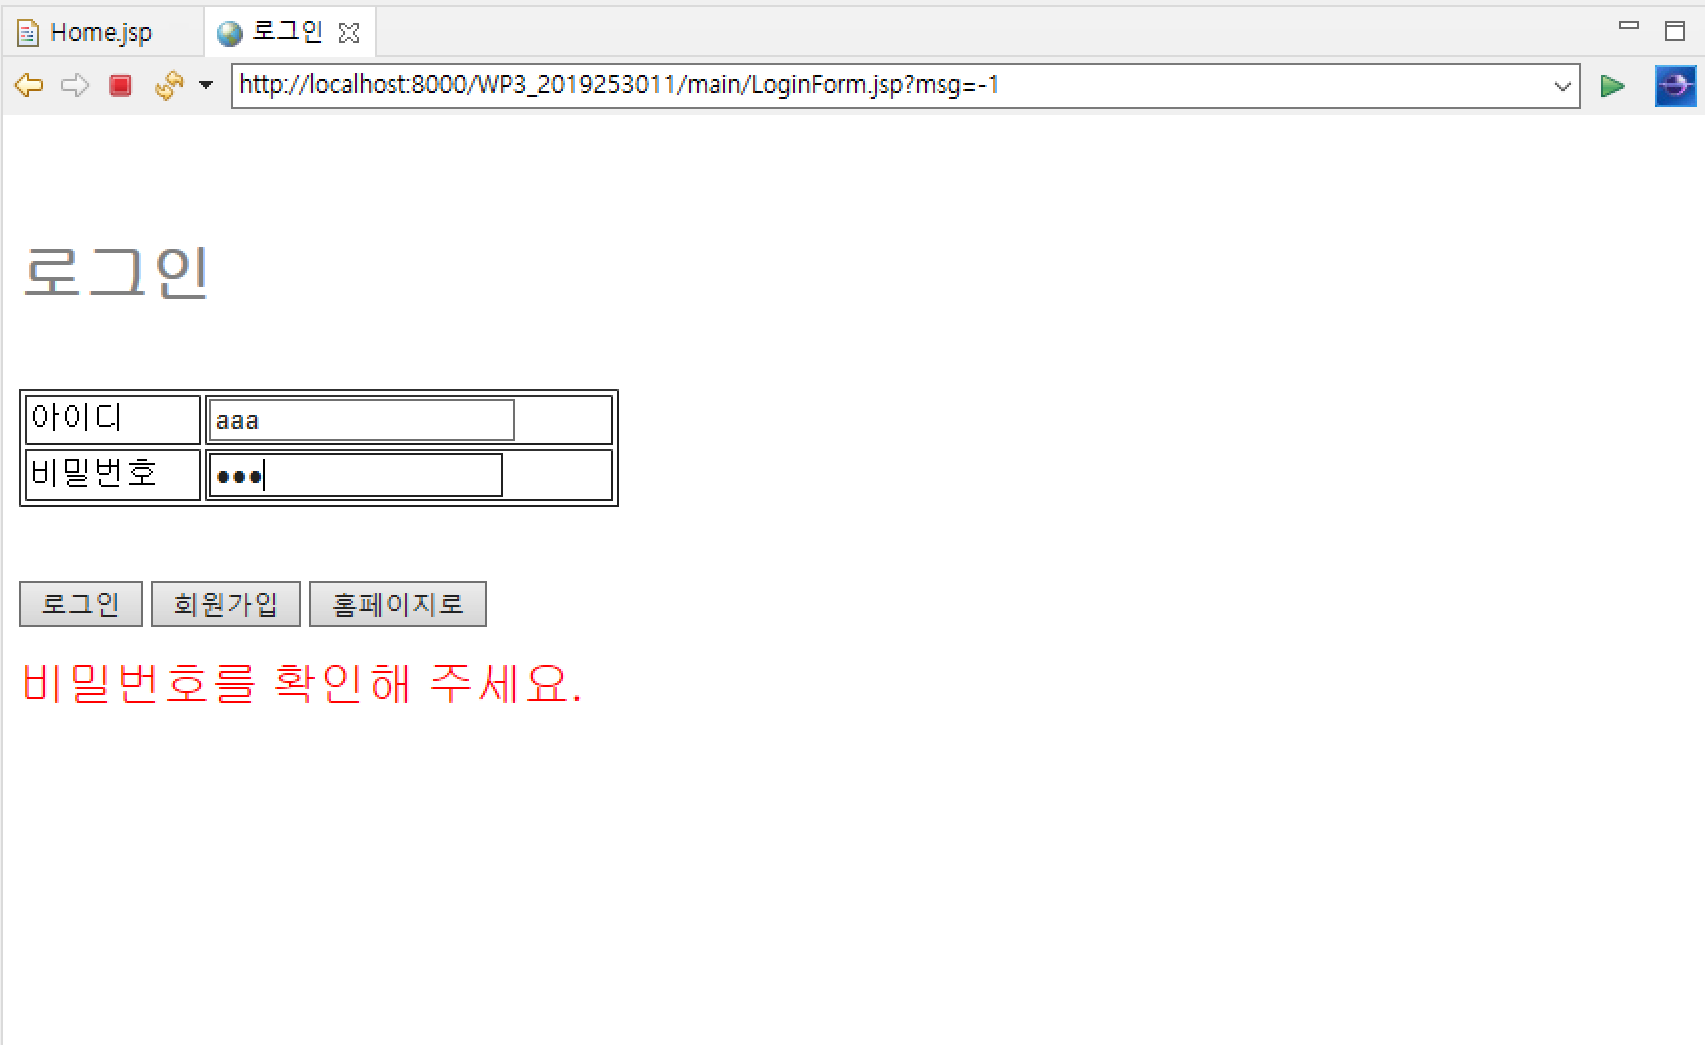 Home.jsp 로그인
http://localhost:8000/WP3_2019253011/main/LoginForm.jsp?msg=-1
로그인
아이디 aaa
비밀번호 •••
로그인 회원가입 홈페이지로
비밀번호를 확인해 주세요.